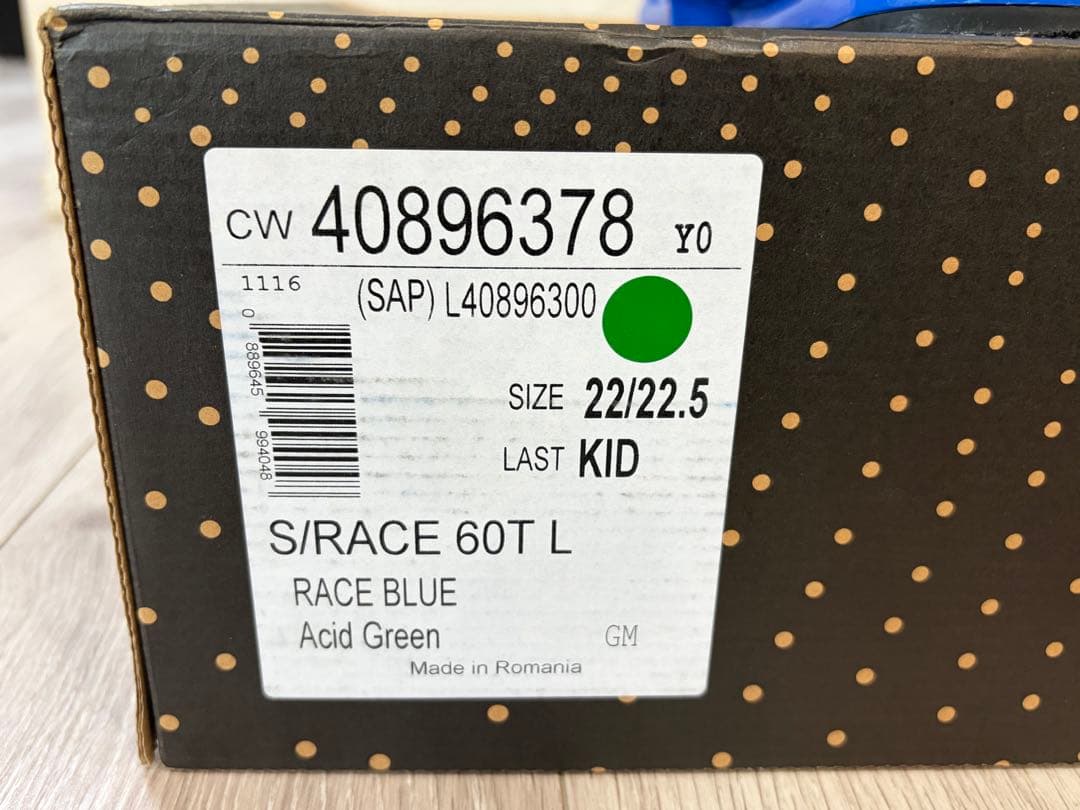 CW 40896378 Y0
1116 (SAP) L40896300
0 889645 994048
SIZE 22/22.5
LAST KID
S/RACE 60T L
RACE BLUE
Acid Green GM
Made in Romania